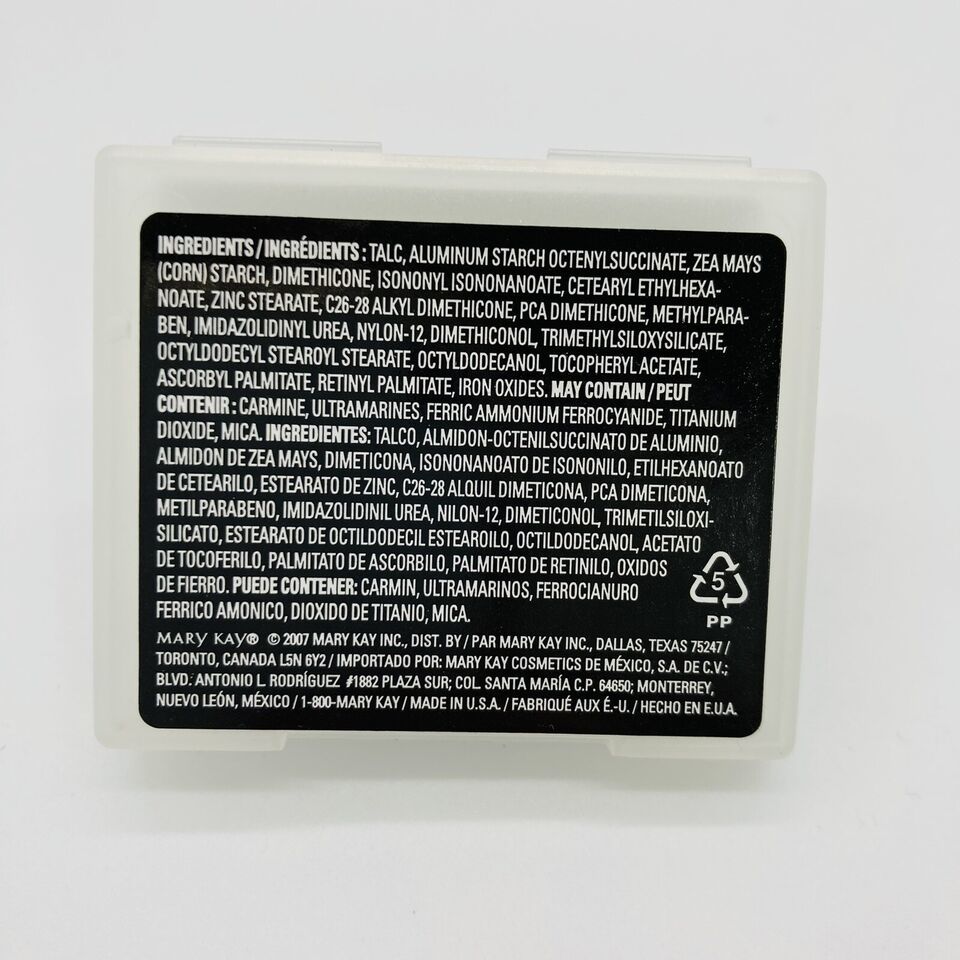 INGREDIENTS / INGRÉDIENTS : TALC, ALUMINUM STARCH OCTENYLSUCCINATE, ZEA MAYS
(CORN) STARCH, DIMETHICONE, ISONONYL ISONONANOATE, CETEARYL ETHYLHEXA-
NOATE, ZINC STEARATE, C26-28 ALKYL DIMETHICONE, PCA DIMETHICONE, METHYLPARA-
BEN, IMIDAZOLIDINYL UREA, NYLON-12, DIMETHICONOL, TRIMETHYLSILOXYSILICATE,
OCTYLDODECYL STEAROYL STEARATE, OCTYLDODECANOL, TOCOPHERYL ACETATE,
ASCORBYL PALMITATE, RETINYL PALMITATE, IRON OXIDES. MAY CONTAIN / PEUT
CONTENIR : CARMINE, ULTRAMARINES, FERRIC AMMONIUM FERROCYANIDE, TITANIUM
DIOXIDE, MICA. INGREDIENTES: TALCO, ALMIDON-OCTENILSUCCINATO DE ALUMINIO,
ALMIDON DE ZEA MAYS, DIMETICONA, ISONONANOATO DE ISONONILO, ETILHEXANOATO
DE CETEARILO, ESTEARATO DE ZINC, C26-28 ALQUIL DIMETICONA, PCA DIMETICONA,
METILPARABENO, IMIDAZOLIDINIL UREA, NILON-12, DIMETICONOL, TRIMETILSILOXI-
SILICATO, ESTEARATO DE OCTILDODECIL ESTEAROILO, OCTILDODECANOL, ACETATO
DE TOCOFERILO, PALMITATO DE ASCORBILO, PALMITATO DE RETINILO, OXIDOS
DE FIERRO. PUEDE CONTENER: CARMIN, ULTRAMARINOS, FERROCIANURO
FERRICO AMONICO, DIOXIDO DE TITANIO, MICA.
5
PP
MARY KAY® © 2007 MARY KAY INC., DIST. BY / PAR MARY KAY INC., DALLAS, TEXAS 75247 /
TORONTO, CANADA L5N 6Y2 / IMPORTADO POR: MARY KAY COSMETICS DE MÉXICO, S.A. DE C.V.;
BLVD. ANTONIO L. RODRÍGUEZ #1882 PLAZA SUR; COL. SANTA MARÍA C.P. 64650; MONTERREY,
NUEVO LEÓN, MÉXICO / 1-800-MARY KAY / MADE IN U.S.A. / FABRIQUÉ AUX É.-U. / HECHO EN E.U.A.